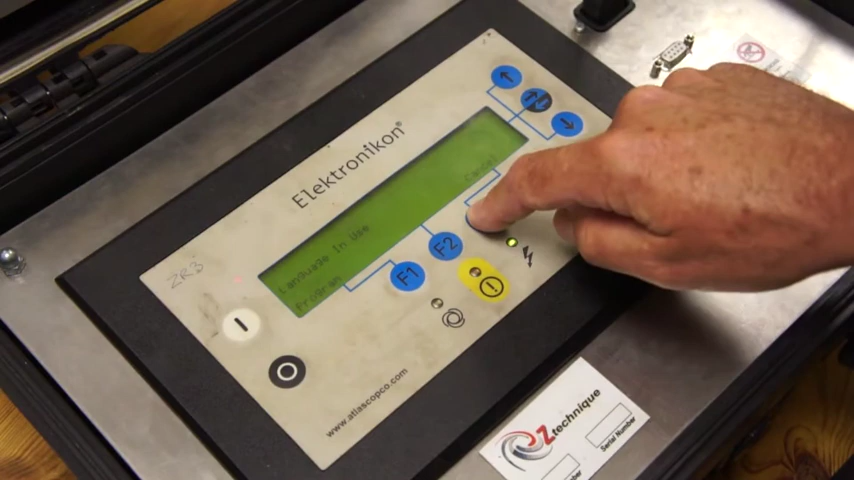 Elektronikon®
Language In Use
Program
Cancel
F1
F2
ZR3
www.atlascopco.com
Ztechnique
Serial Number